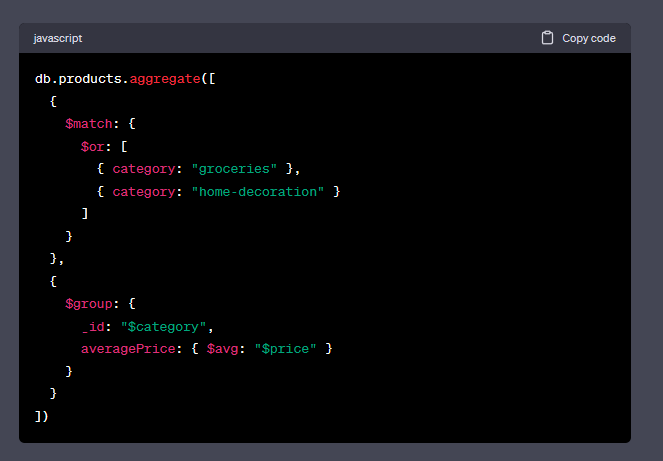 javascript
Copy code
db.products.aggregate([
  {
    $match: {
      $or: [
        { category: "groceries" },
        { category: "home-decoration" }
      ]
    }
  },
  {
    $group: {
      _id: "$category",
      averagePrice: { $avg: "$price" }
    }
  }
])